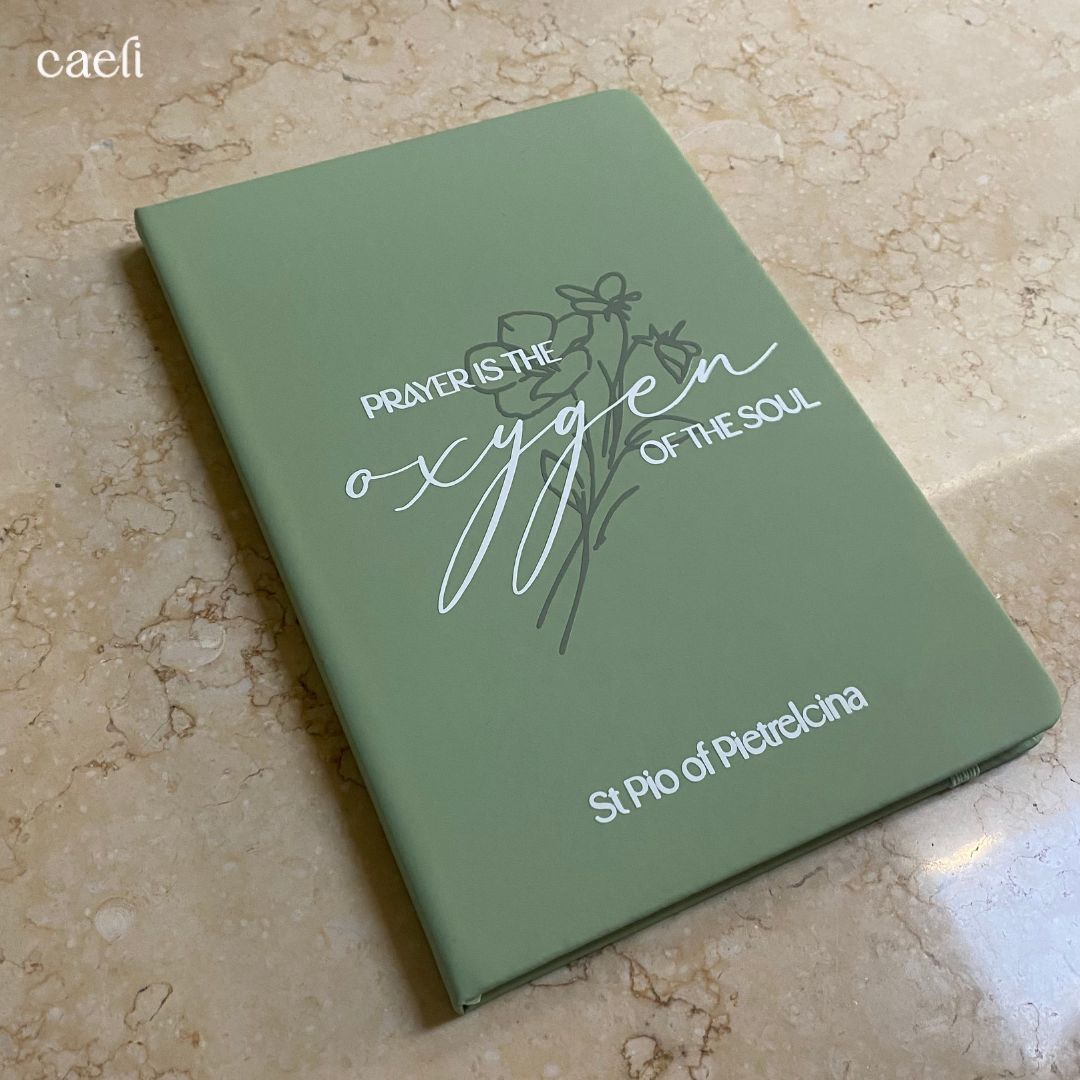 caeli
PRAYER IS THE
oxygen
OF THE SOUL
St Pio of Pietrelcina